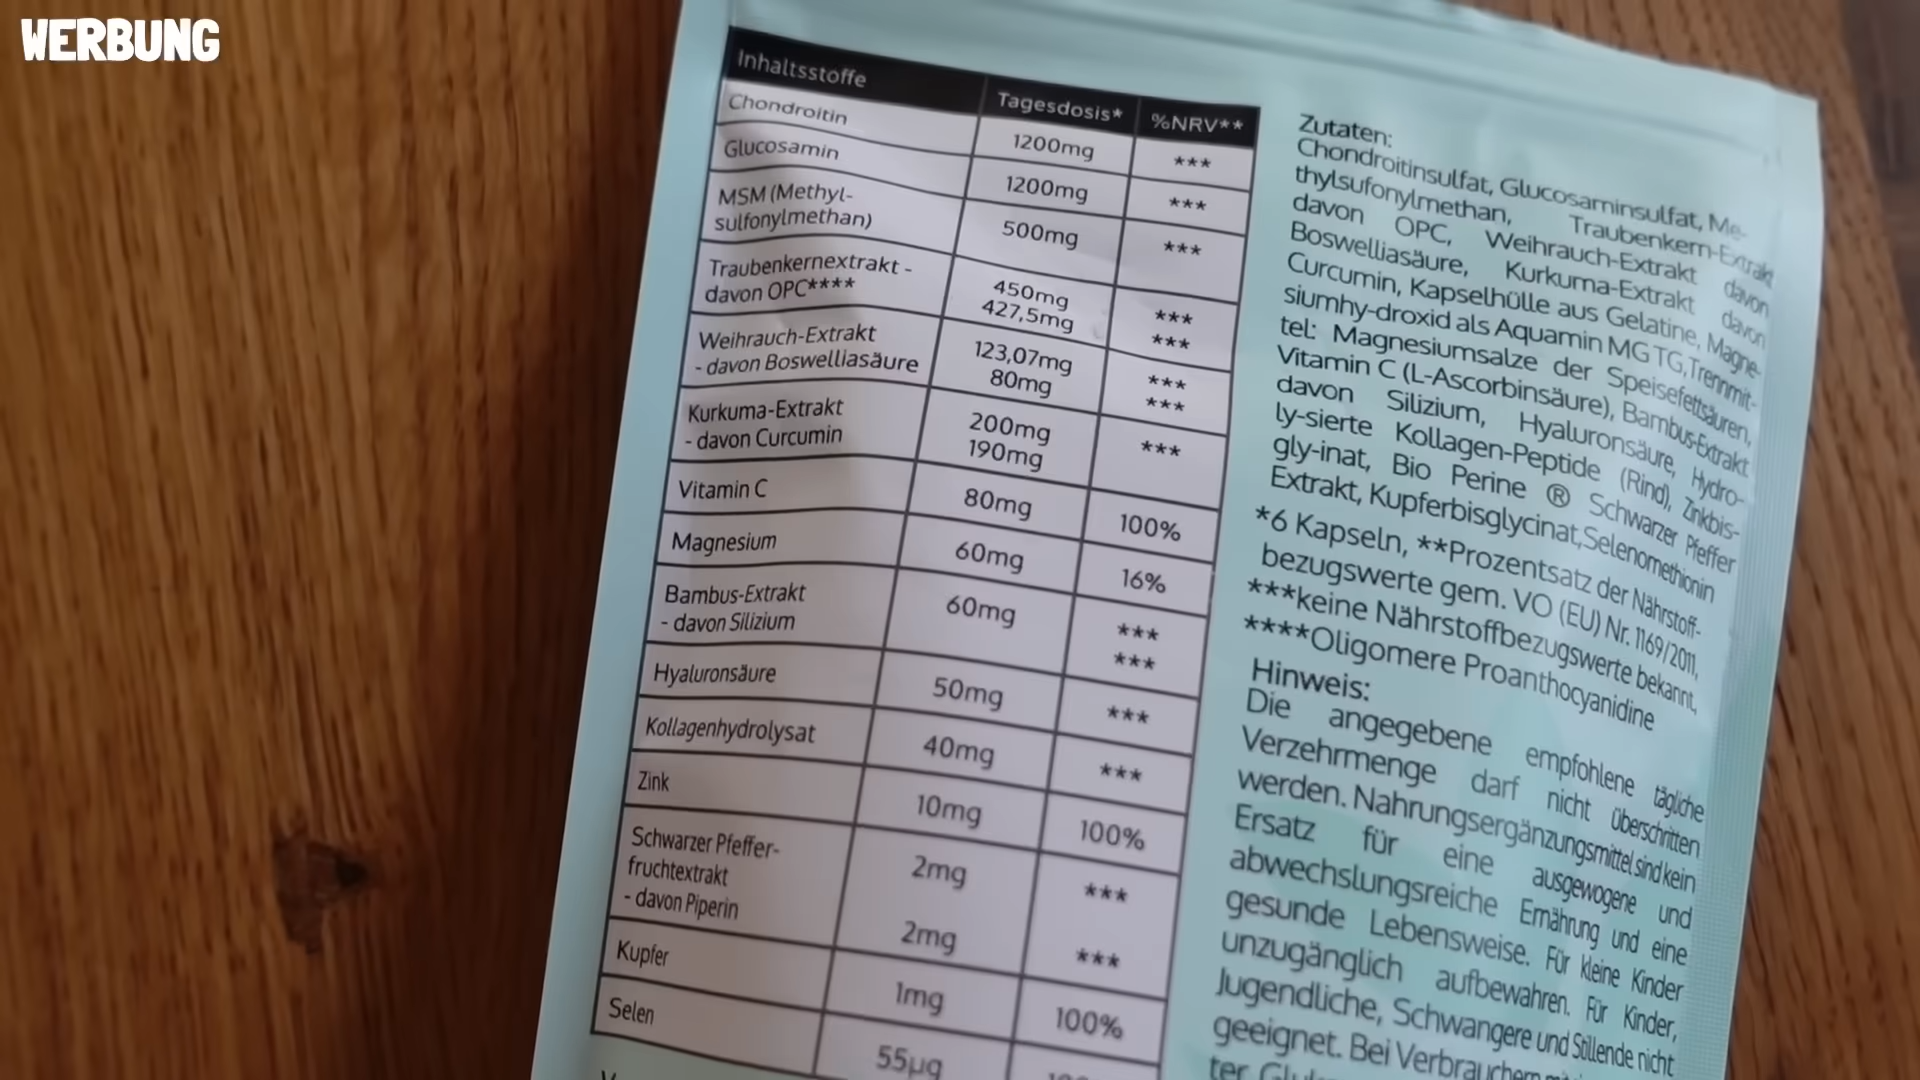 WERBUNG
Inhaltsstoffe Tagesdosis* %NRV**
Chondroitin 1200mg ***
Glucosamin 1200mg ***
MSM (Methyl-
sulfonylmethan) 500mg ***
Traubenkernextrakt - 450mg ***
davon OPC**** 427,5mg ***
Weihrauch-Extrakt 123,07mg ***
- davon Boswelliasäure 80mg ***
Kurkuma-Extrakt 200mg ***
- davon Curcumin 190mg
Vitamin C 80mg 100%
Magnesium 60mg 16%
Bambus-Extrakt 60mg ***
- davon Silizium ***
Hyaluronsäure 50mg ***
Kollagenhydrolysat 40mg ***
Zink 10mg 100%
Schwarzer Pfeffer-
fruchtextrakt 2mg ***
- davon Piperin 2mg ***
Kupfer 1mg 100%
Selen 55µg
Zutaten:
Chondroitinsulfat, Glucosaminsulfat, Me-
thylsufonylmethan, Traubenkern-Extrakt
davon OPC, Weihrauch-Extrakt davon
Boswelliasäure, Kurkuma-Extrakt davon
Curcumin, Kapselhülle aus Gelatine, Magne-
siumhy-droxid als Aquamin MG TG, Trennmit-
tel: Magnesiumsalze der Speisefettsäuren,
Vitamin C (L-Ascorbinsäure), Bambus-Extrakt
davon Silizium, Hyaluronsäure, Hydro-
ly-sierte Kollagen-Peptide (Rind), Zinkbis-
gly-inat, Bio Perine ® Schwarzer Pfeffer
Extrakt, Kupferbisglycinat, Selenomethionin
*6 Kapseln, **Prozentsatz der Nährstoff-
bezugswerte gem. VO (EU) Nr. 1169/2011,
***keine Nährstoffbezugswerte bekannt,
****Oligomere Proanthocyanidine
Hinweis:
Die angegebene empfohlene tägliche
Verzehrmenge darf nicht überschritten
werden. Nahrungsergänzungsmittel sind kein
Ersatz für eine ausgewogene und
abwechslungsreiche Ernährung und eine
gesunde Lebensweise. Für kleine Kinder
unzugänglich aufbewahren. Für Kinder,
Jugendliche, Schwangere und Stillende nicht
geeignet. Bei Verbrauchern